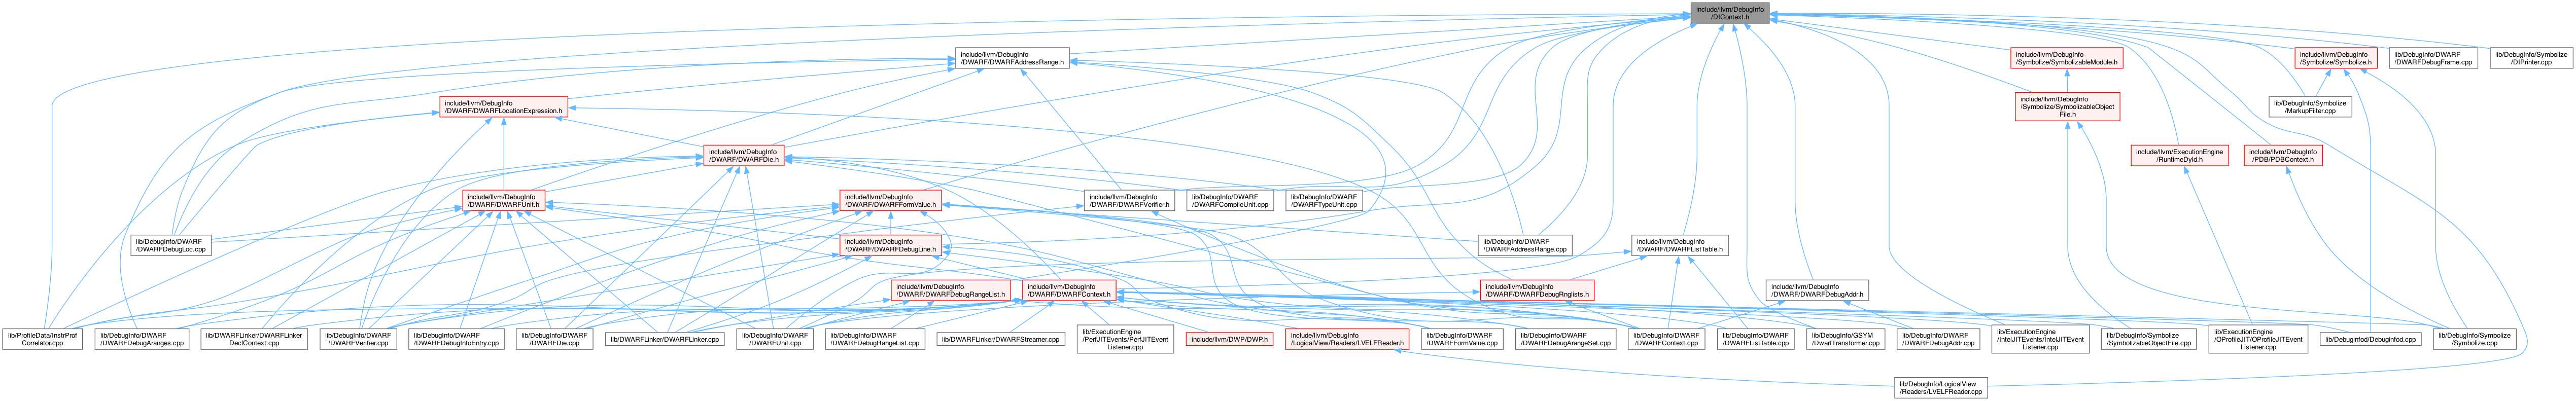 include/llvm/DebugInfo
/DIContext.h
include/llvm/DebugInfo
/DWARF/DWARFAddressRange.h
include/llvm/DebugInfo
/Symbolize/SymbolizableModule.h
include/llvm/DebugInfo
/Symbolize/Symbolize.h
lib/DebugInfo/DWARF
/DWARFDebugFrame.cpp
lib/DebugInfo/Symbolize
/DIPrinter.cpp
include/llvm/DebugInfo
/DWARF/DWARFLocationExpression.h
include/llvm/DebugInfo
/Symbolize/SymbolizableObject
File.h
lib/DebugInfo/Symbolize
/MarkupFilter.cpp
include/llvm/DebugInfo
/DWARF/DWARFDie.h
include/llvm/ExecutionEngine
/RuntimeDyld.h
include/llvm/DebugInfo
/PDB/PDBContext.h
include/llvm/DebugInfo
/DWARF/DWARFUnit.h
include/llvm/DebugInfo
/DWARF/DWARFFormValue.h
include/llvm/DebugInfo
/DWARF/DWARFVerifier.h
lib/DebugInfo/DWARF
/DWARFCompileUnit.cpp
lib/DebugInfo/DWARF
/DWARFTypeUnit.cpp
lib/DebugInfo/DWARF
/DWARFDebugLoc.cpp
include/llvm/DebugInfo
/DWARF/DWARFDebugLine.h
lib/DebugInfo/DWARF
/DWARFAddressRange.cpp
include/llvm/DebugInfo
/DWARF/DWARFListTable.h
include/llvm/DebugInfo
/DWARF/DWARFDebugRangeList.h
include/llvm/DebugInfo
/DWARF/DWARFContext.h
include/llvm/DebugInfo
/DWARF/DWARFDebugRnglists.h
include/llvm/DebugInfo
/DWARF/DWARFDebugAddr.h
lib/ProfileData/InstrProf
Correlator.cpp
lib/DebugInfo/DWARF
/DWARFDebugAranges.cpp
lib/DWARFLinker/DWARFLinker
DeclContext.cpp
lib/DebugInfo/DWARF
/DWARFVerifier.cpp
lib/DebugInfo/DWARF
/DWARFDebugInfoEntry.cpp
lib/DebugInfo/DWARF
/DWARFDie.cpp
lib/DWARFLinker/DWARFLinker.cpp
lib/DebugInfo/DWARF
/DWARFUnit.cpp
lib/DebugInfo/DWARF
/DWARFDebugRangeList.cpp
lib/DWARFLinker/DWARFStreamer.cpp
lib/ExecutionEngine
/PerfJITEvents/PerfJITEvent
Listener.cpp
include/llvm/DWP/DWP.h
include/llvm/DebugInfo
/LogicalView/Readers/LVELFReader.h
lib/DebugInfo/DWARF
/DWARFFormValue.cpp
lib/DebugInfo/DWARF
/DWARFDebugArangeSet.cpp
lib/DebugInfo/DWARF
/DWARFContext.cpp
lib/DebugInfo/DWARF
/DWARFListTable.cpp
lib/DebugInfo/GSYM
/DwarfTransformer.cpp
lib/DebugInfo/DWARF
/DWARFDebugAddr.cpp
lib/ExecutionEngine
/IntelJITEvents/IntelJITEvent
Listener.cpp
lib/DebugInfo/Symbolize
/SymbolizableObjectFile.cpp
lib/ExecutionEngine
/OProfileJIT/OProfileJITEvent
Listener.cpp
lib/Debuginfod/Debuginfod.cpp
lib/DebugInfo/Symbolize
/Symbolize.cpp
lib/DebugInfo/LogicalView
/Readers/LVELFReader.cpp